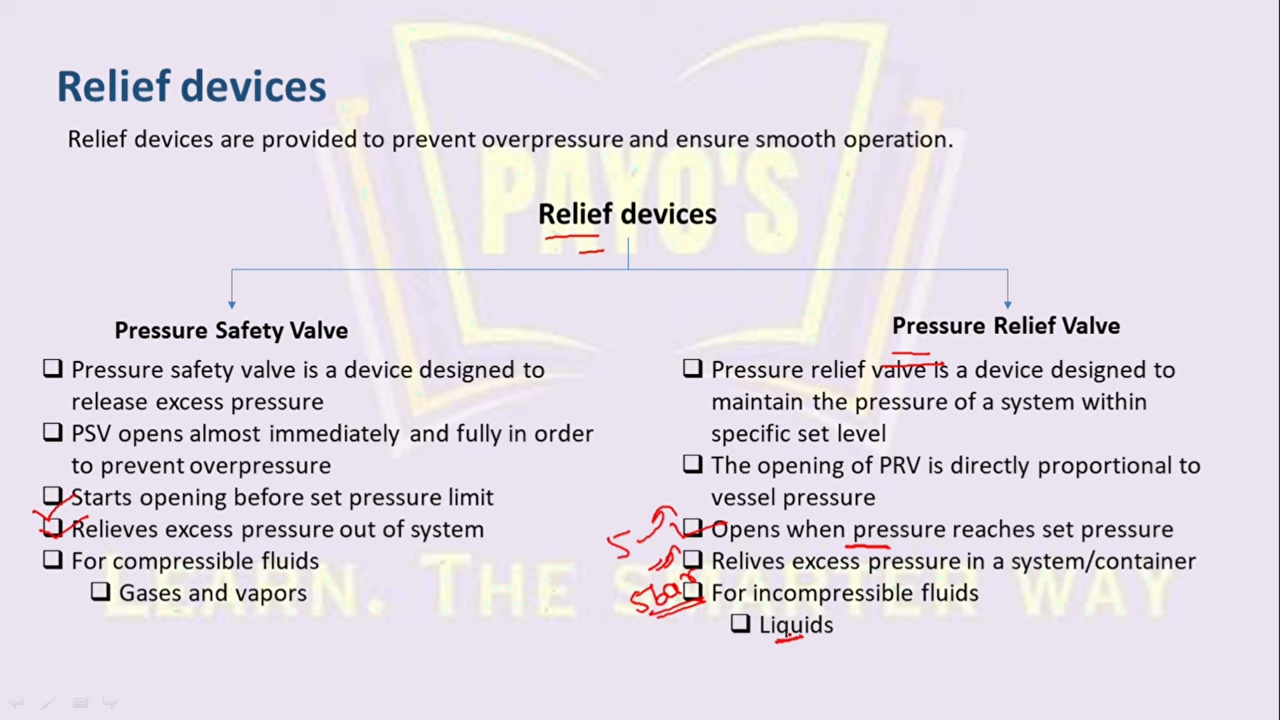 Relief devices
Relief devices are provided to prevent overpressure and ensure smooth operation.
PAYO'S
Relief devices
Pressure Safety Valve
Pressure safety valve is a device designed to
release excess pressure
PSV opens almost immediately and fully in order
to prevent overpressure
Starts opening before set pressure limit
Relieves excess pressure out of system
For compressible fluids
Gases and vapors
Pressure Relief Valve
Pressure relief valve is a device designed to
maintain the pressure of a system within
specific set level
The opening of PRV is directly proportional to
vessel pressure
Opens when pressure reaches set pressure
5
Relives excess pressure in a system/container
5bar
For incompressible fluids
Liquids
LEARN. THE SMARTER WAY